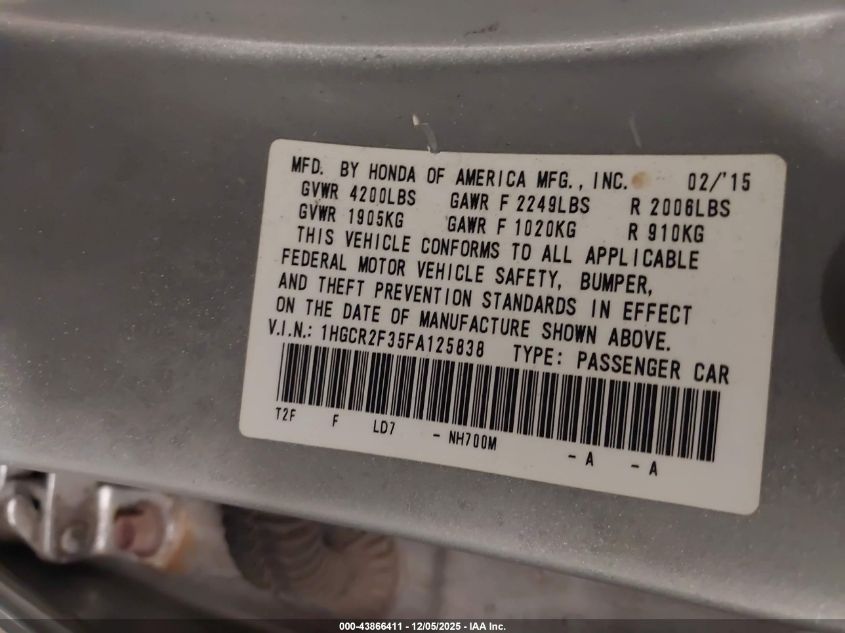 MFD. BY HONDA OF AMERICA MFG., INC. 02/'15
GVWR 4200LBS GAWR F 2249LBS R 2006LBS
GVWR 1905KG GAWR F 1020KG R 910KG
THIS VEHICLE CONFORMS TO ALL APPLICABLE
FEDERAL MOTOR VEHICLE SAFETY, BUMPER,
AND THEFT PREVENTION STANDARDS IN EFFECT
ON THE DATE OF MANUFACTURE SHOWN ABOVE.
V.I.N.: 1HGCR2F35FA125838 TYPE: PASSENGER CAR
T2F F LD7 - NH700M - A - A
000-43866411 - 12/05/2025 - IAA Inc.